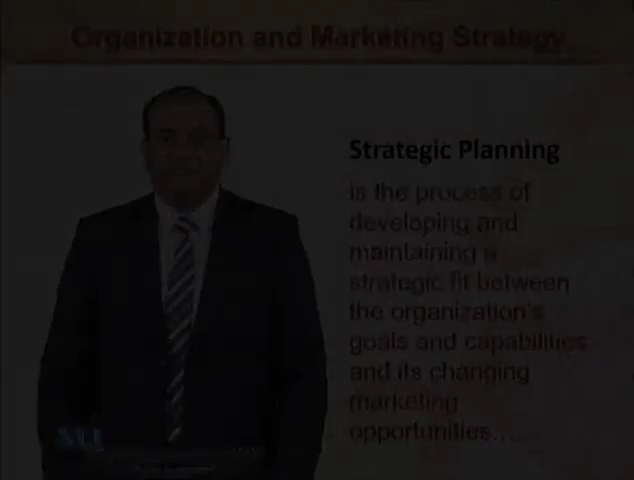 Organization and Marketing Strategy
Strategic Planning
is the process of
developing and
maintaining a
strategic fit between
the organization's
goals and capabilities
and its changing
marketing
opportunities……